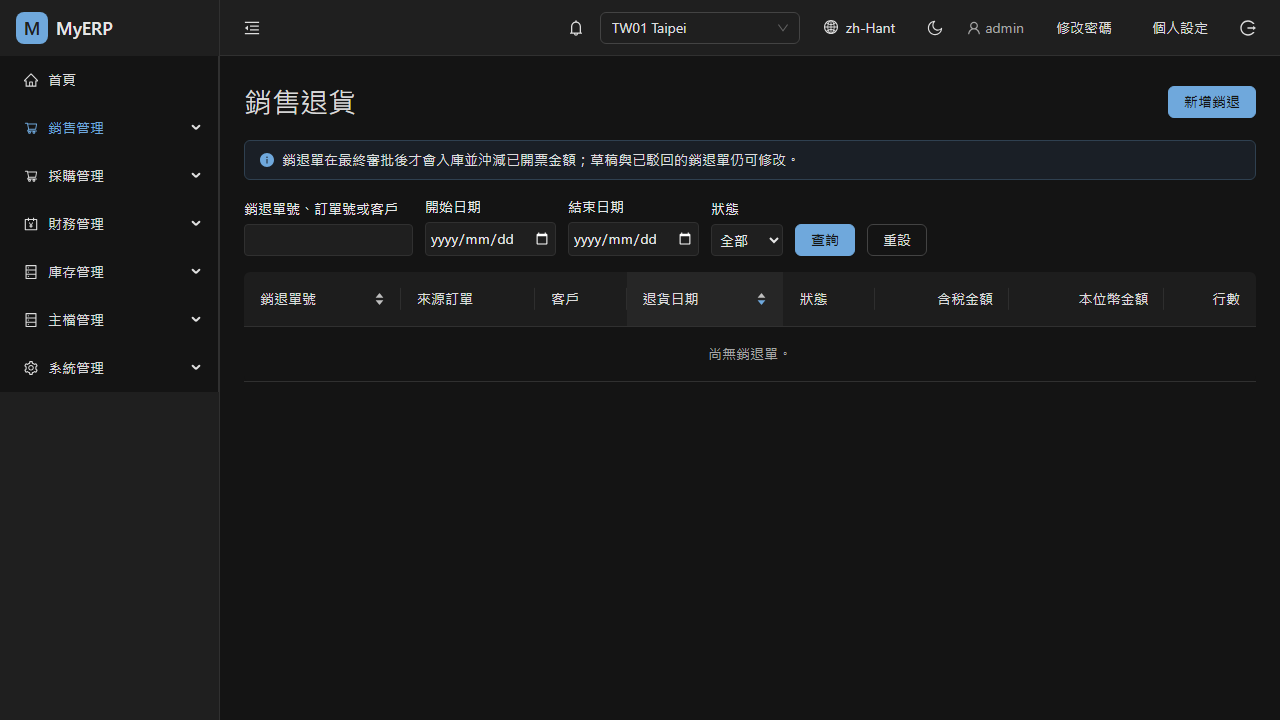 M MyERP
TW01 Taipei
zh-Hant
admin
修改密碼
個人設定
首頁
銷售管理
採購管理
財務管理
庫存管理
主檔管理
系統管理
銷售退貨
新增銷退
銷退單在最終審批後才會入庫並沖減已開票金額；草稿與已駁回的銷退單仍可修改。
銷退單號、訂單號或客戶
開始日期
結束日期
狀態
yyyy/mm/dd
yyyy/mm/dd
全部
查詢
重設
銷退單號 來源訂單 客戶 退貨日期 狀態 含稅金額 本位幣金額 行數
尚無銷退單。